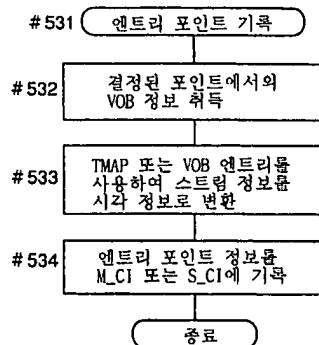 #531 엔트리 포인트 기록
#532 결정된 포인트에서의
VOB 정보 취득
#533 TMAP 또는 VOB 엔트리를
사용하여 스트림 정보를
시각 정보로 변환
#534 엔트리 포인트 정보를
M_CI 또는 S_CI에 기록
종료